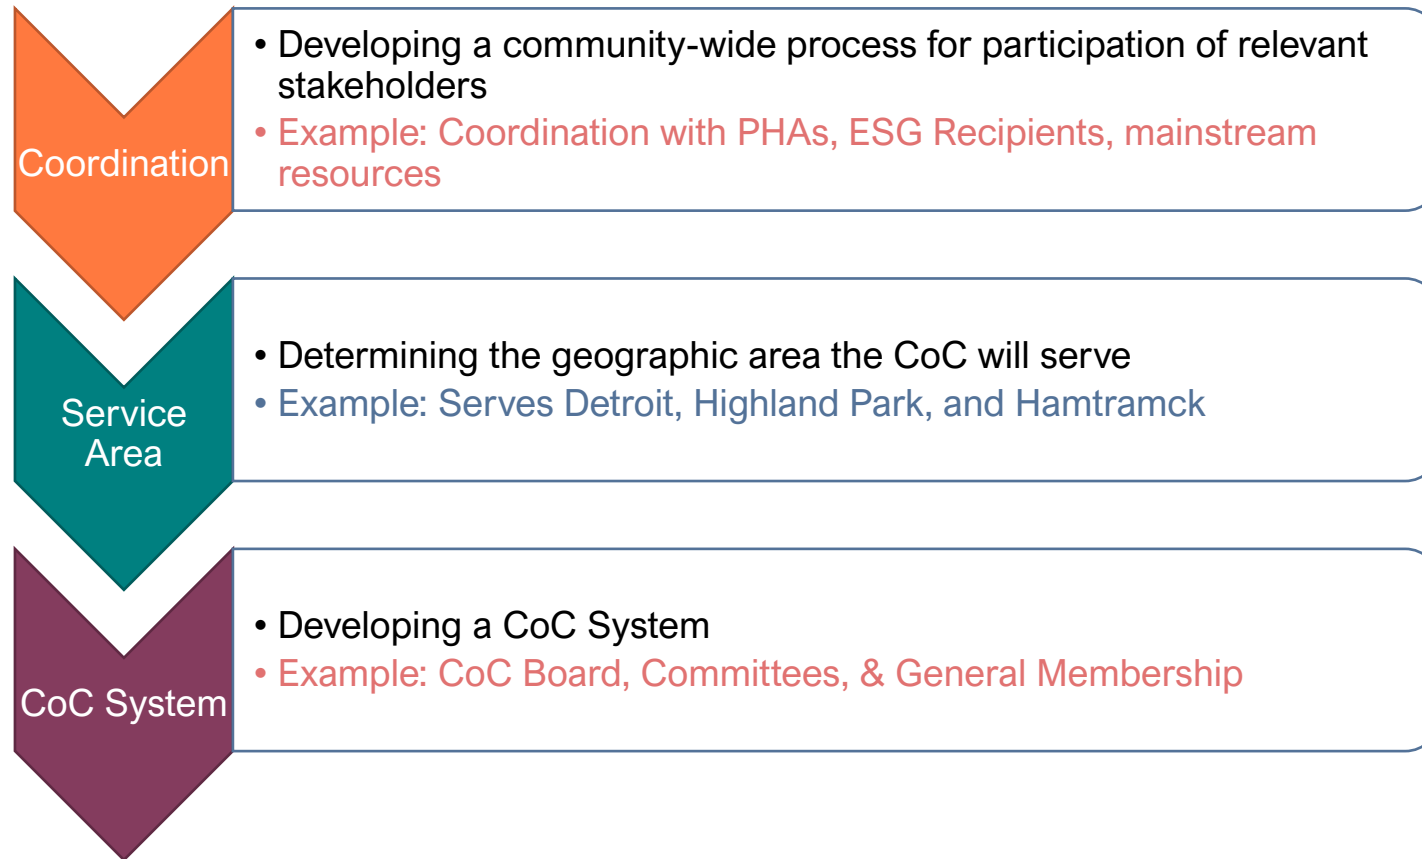 Coordination
• Developing a community-wide process for participation of relevant
stakeholders
• Example: Coordination with PHAs, ESG Recipients, mainstream
resources
Service
Area
• Determining the geographic area the CoC will serve
• Example: Serves Detroit, Highland Park, and Hamtramck
CoC System
• Developing a CoC System
• Example: CoC Board, Committees, & General Membership